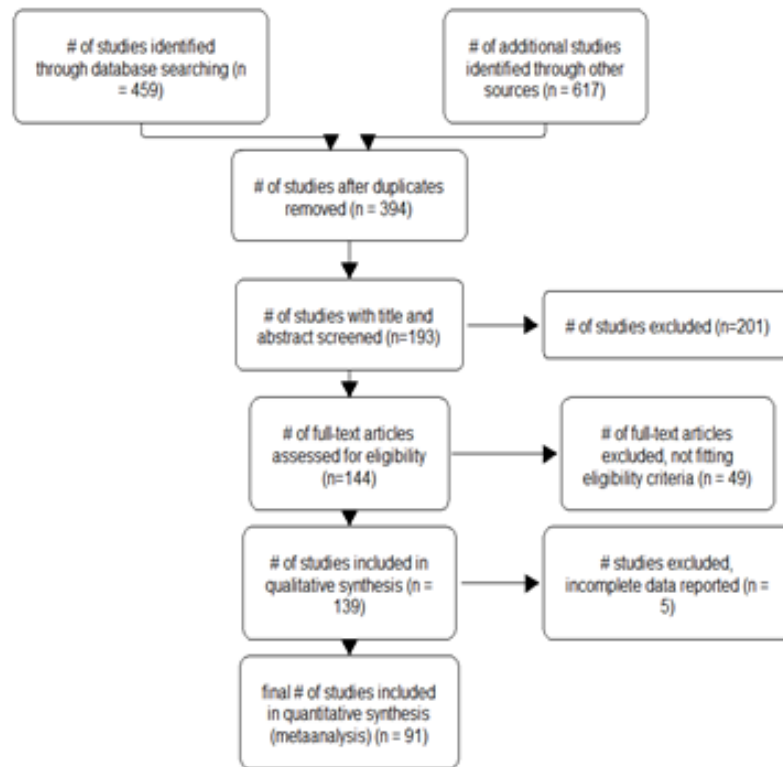 # of studies identified
through database searching (n
= 459)
# of additional studies
identified through other
sources (n = 617)
# of studies after duplicates
removed (n = 394)
# of studies with title and
abstract screened (n=193)
# of studies excluded (n=201)
# of full-text articles
assessed for eligibility
(n=144)
# of full-text articles
excluded, not fitting
eligibility criteria (n = 49)
# of studies included in
qualitative synthesis (n =
139)
# studies excluded,
incomplete data reported (n =
5)
final # of studies included
in quantitative synthesis
(metaanalysis) (n = 91)